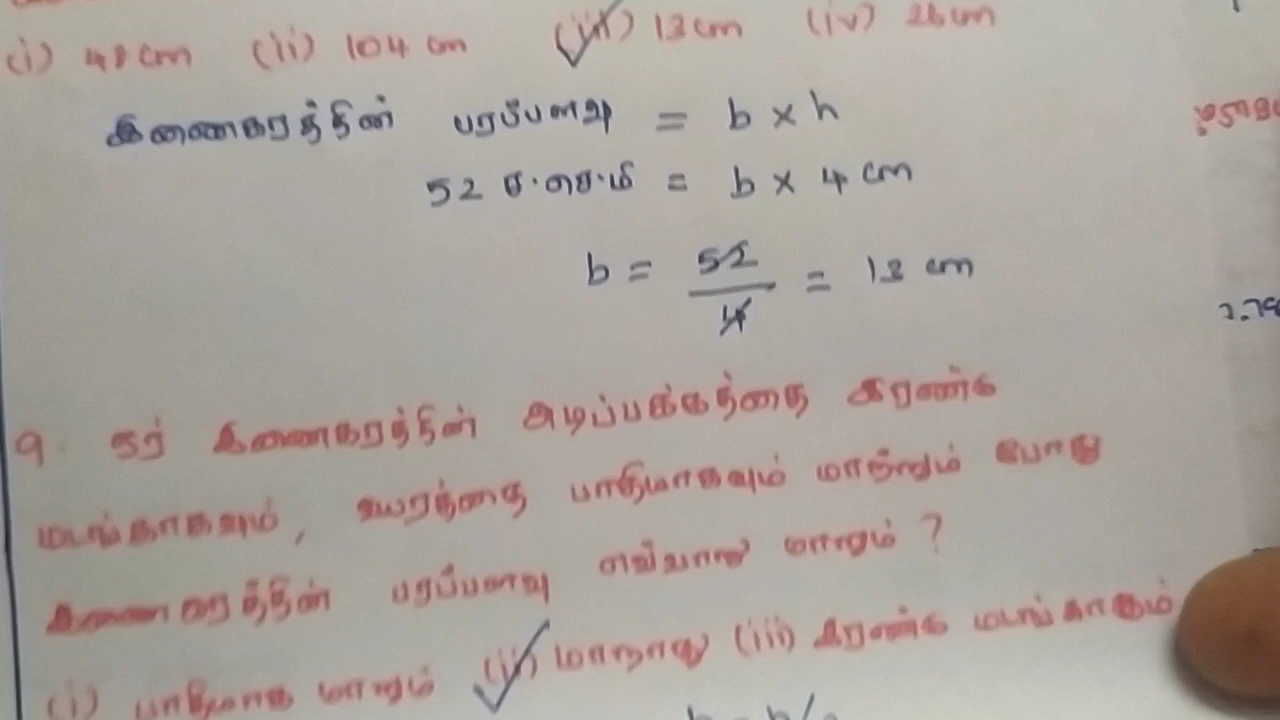 (i) 48 cm (ii) 104 cm (iii) 13 cm (iv) 26 cm
இணைகரத்தின் பரப்பளவு = b x h
52 ச.செ.மீ = b x 4 cm
b = 52/4 = 13 cm
9. ஓர் இணைகரத்தின் அடிப்பக்கத்தை இரண்டு
மடங்காகவும், உயரத்தை பாதியாகவும் மாற்றும் போது
இணைகரத்தின் பரப்பளவு எவ்வாறு மாறும் ?
(i) பாதியாக மாறும் (ii) மாறாது (iii) இரண்டு மடங்காகும்